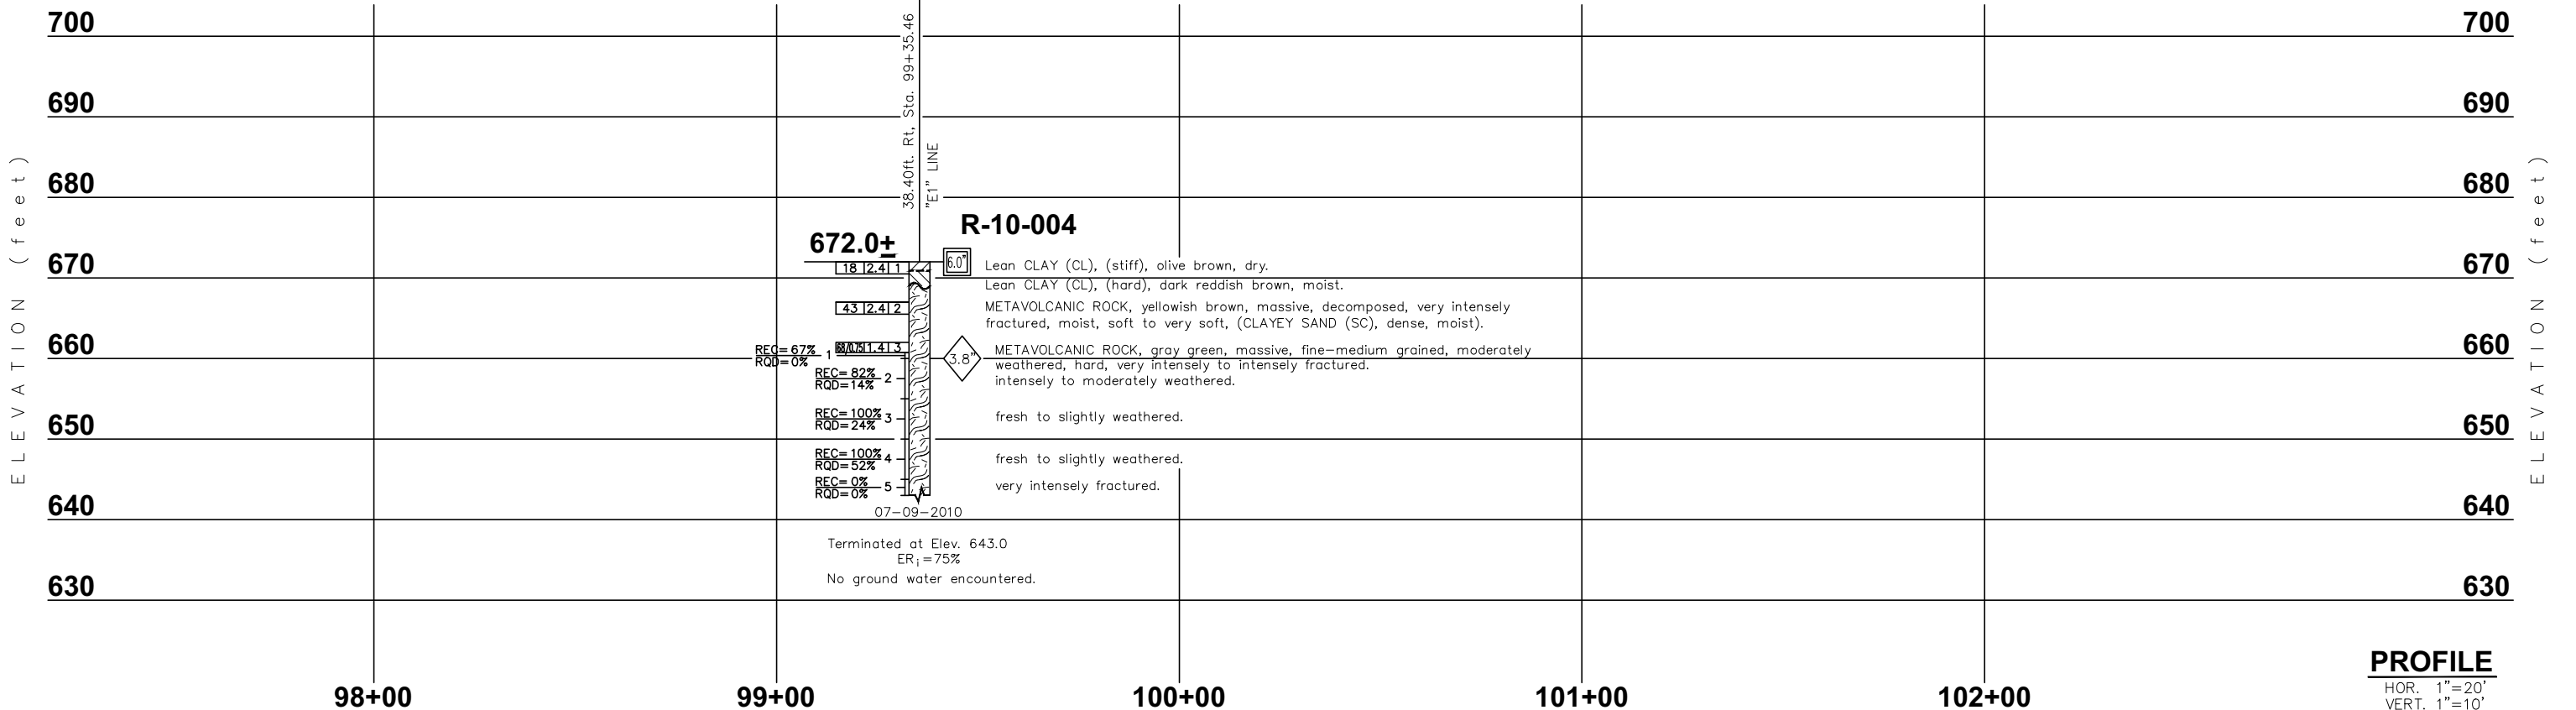 700
700
690
690
680
680
670
670
660
660
650
650
640
640
630
630
ELEVATION (feet)
ELEVATION (feet)
38.40ft. Rt, Sta. 99+35.46
"E1" LINE
R-10-004
672.0±
6.0"
18 2.4 1
Lean CLAY (CL), (stiff), olive brown, dry.
Lean CLAY (CL), (hard), dark reddish brown, moist.
43 2.4 2
METAVOLCANIC ROCK, yellowish brown, massive, decomposed, very intensely
fractured, moist, soft to very soft, (CLAYEY SAND (SC), dense, moist).
1.4 3
REC= 67%
RQD= 0%
1
3.8"
METAVOLCANIC ROCK, gray green, massive, fine-medium grained, moderately
weathered, hard, very intensely to intensely fractured.
intensely to moderately weathered.
REC= 82%
RQD= 14%
2
REC= 100%
RQD= 24%
3
fresh to slightly weathered.
REC= 100%
RQD= 52%
4
fresh to slightly weathered.
REC= 0%
RQD= 0%
5
very intensely fractured.
07-09-2010
Terminated at Elev. 643.0
ERi=75%
No ground water encountered.
98+00
99+00
100+00
101+00
102+00
PROFILE
HOR. 1"=20'
VERT. 1"=10'